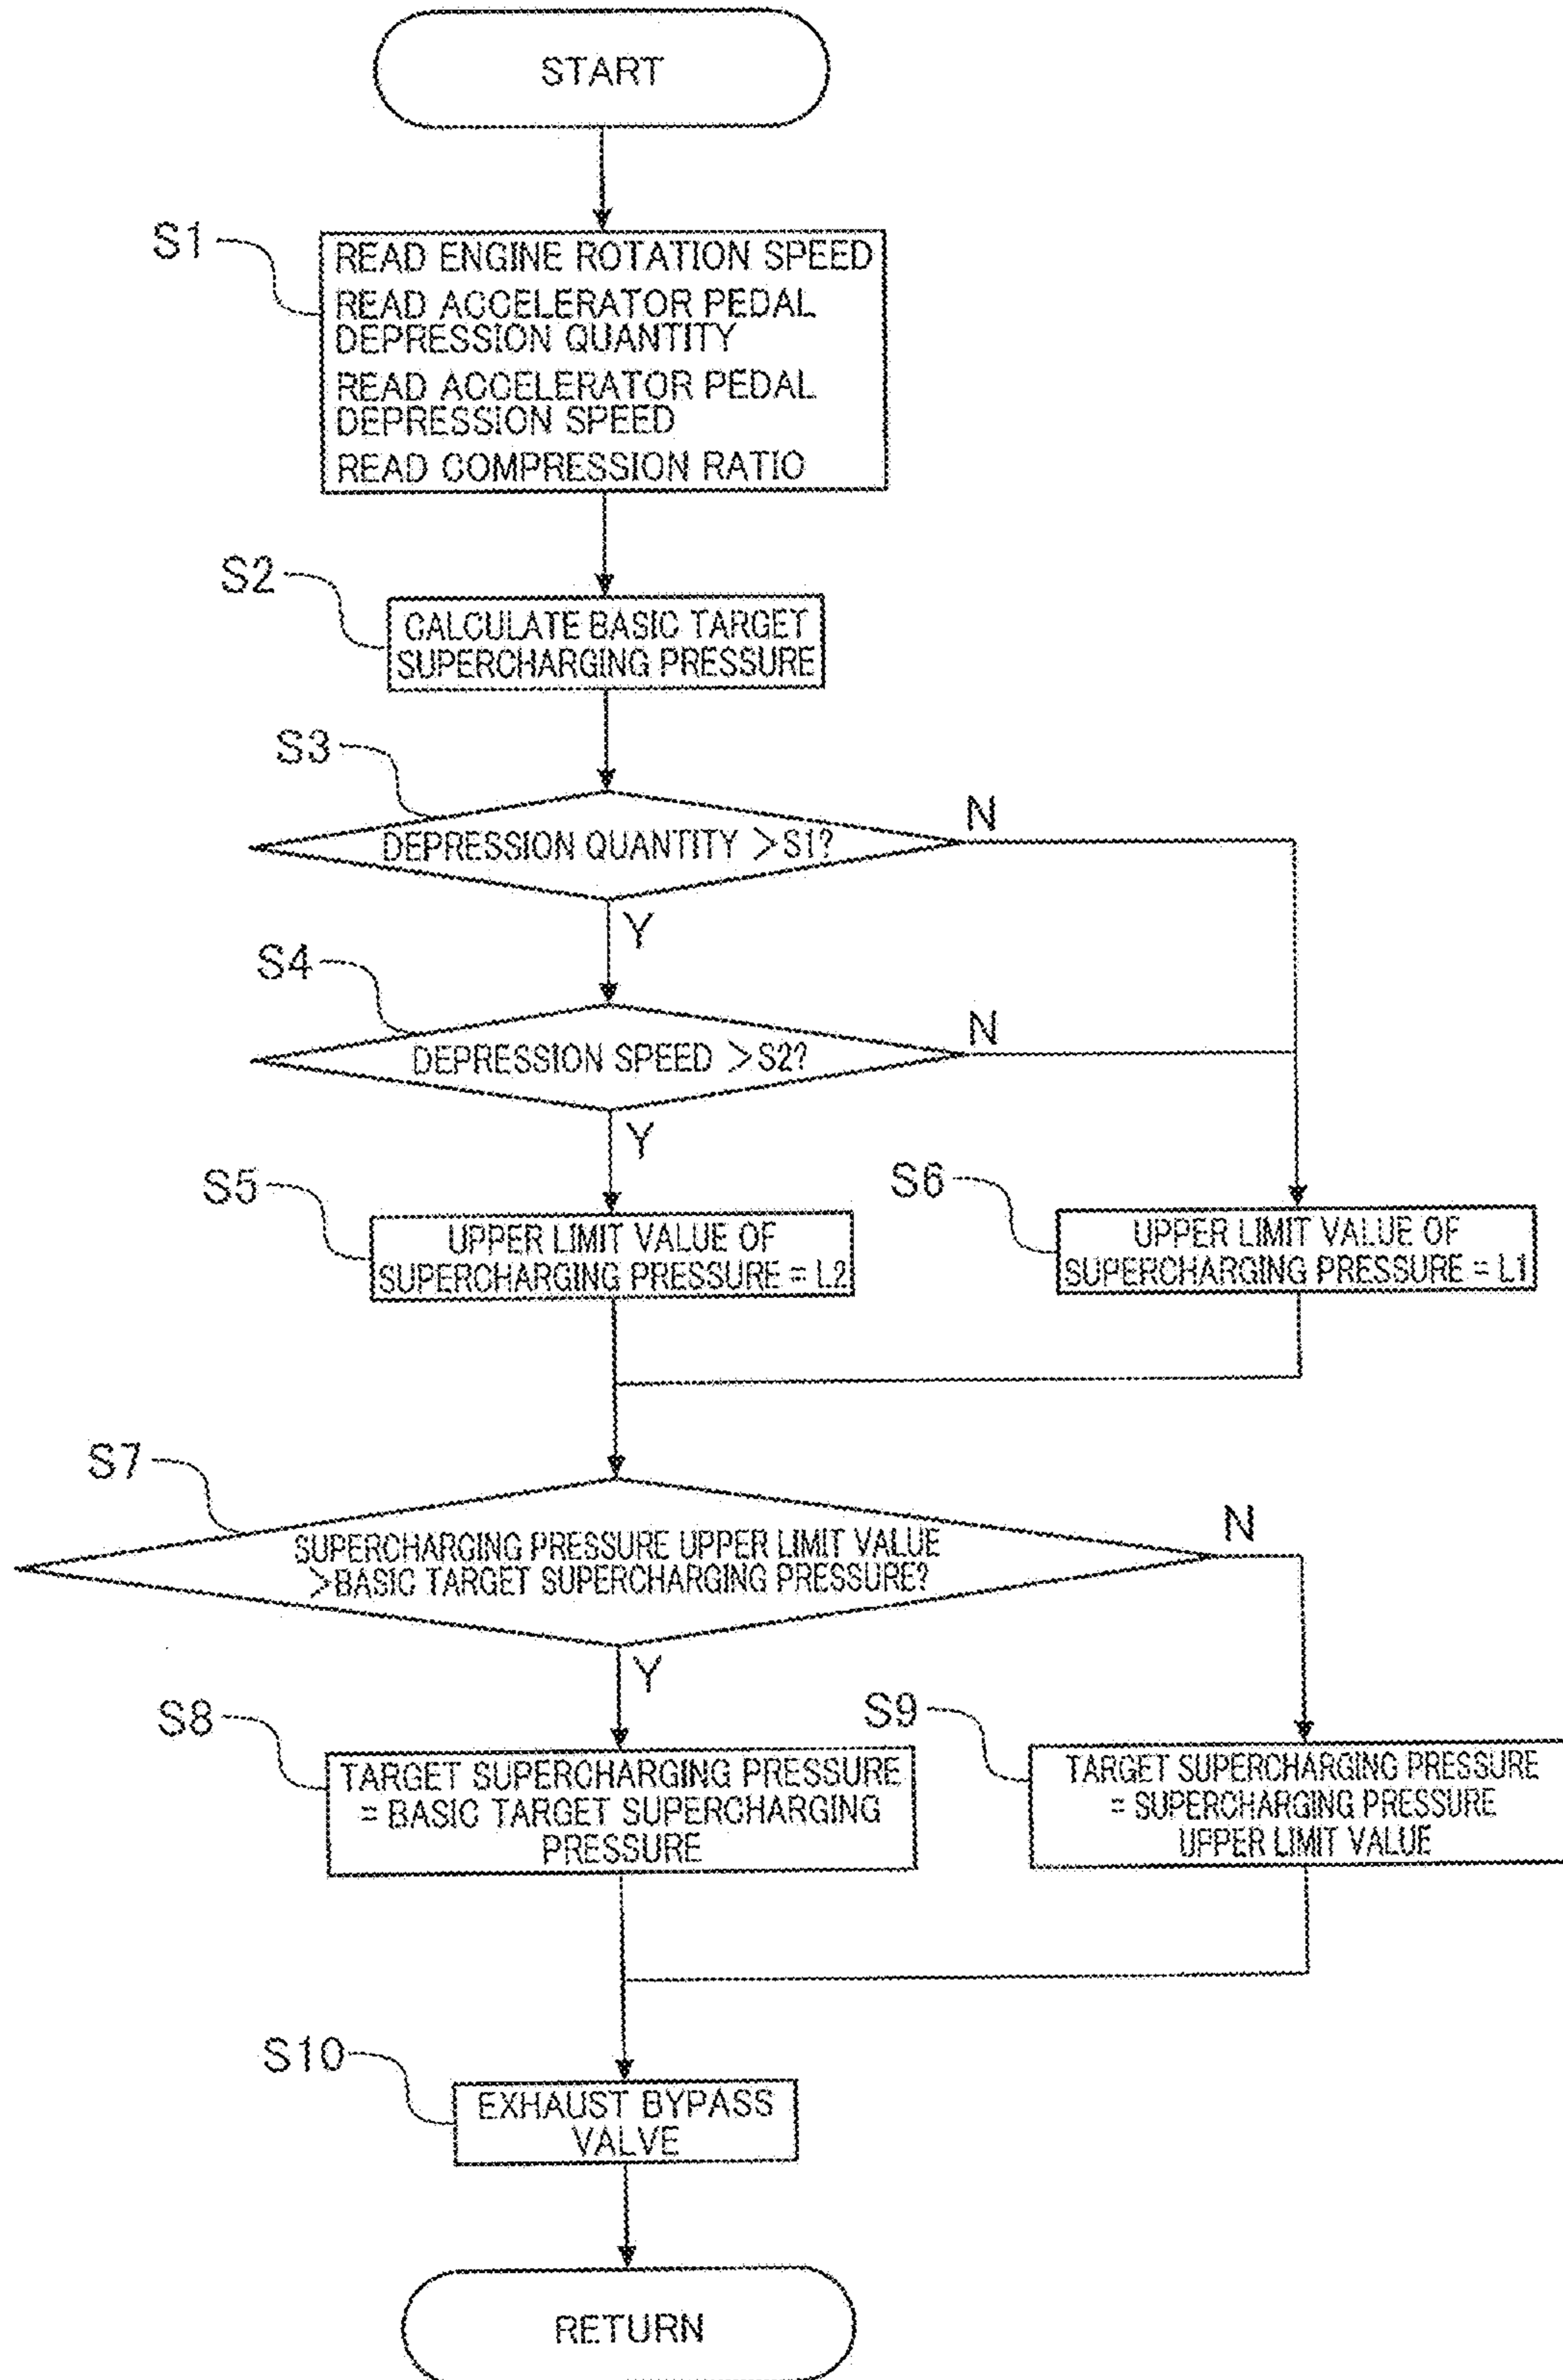 START
S1
READ ENGINE ROTATION SPEED
READ ACCELERATOR PEDAL
DEPRESSION QUANTITY
READ ACCELERATOR PEDAL
DEPRESSION SPEED
READ COMPRESSION RATIO
S2
CALCULATE BASIC TARGET
SUPERCHARGING PRESSURE
S3
DEPRESSION QUANTITY >S1?
N
Y
S4
DEPRESSION SPEED >S2?
N
Y
S5
UPPER LIMIT VALUE OF
SUPERCHARGING PRESSURE = L2
S6
UPPER LIMIT VALUE OF
SUPERCHARGING PRESSURE = L1
S7
SUPERCHARGING PRESSURE UPPER LIMIT VALUE
>BASIC TARGET SUPERCHARGING PRESSURE?
N
Y
S8
TARGET SUPERCHARGING PRESSURE
= BASIC TARGET SUPERCHARGING
PRESSURE
S9
TARGET SUPERCHARGING PRESSURE
= SUPERCHARGING PRESSURE
UPPER LIMIT VALUE
S10
EXHAUST BYPASS
VALVE
RETURN